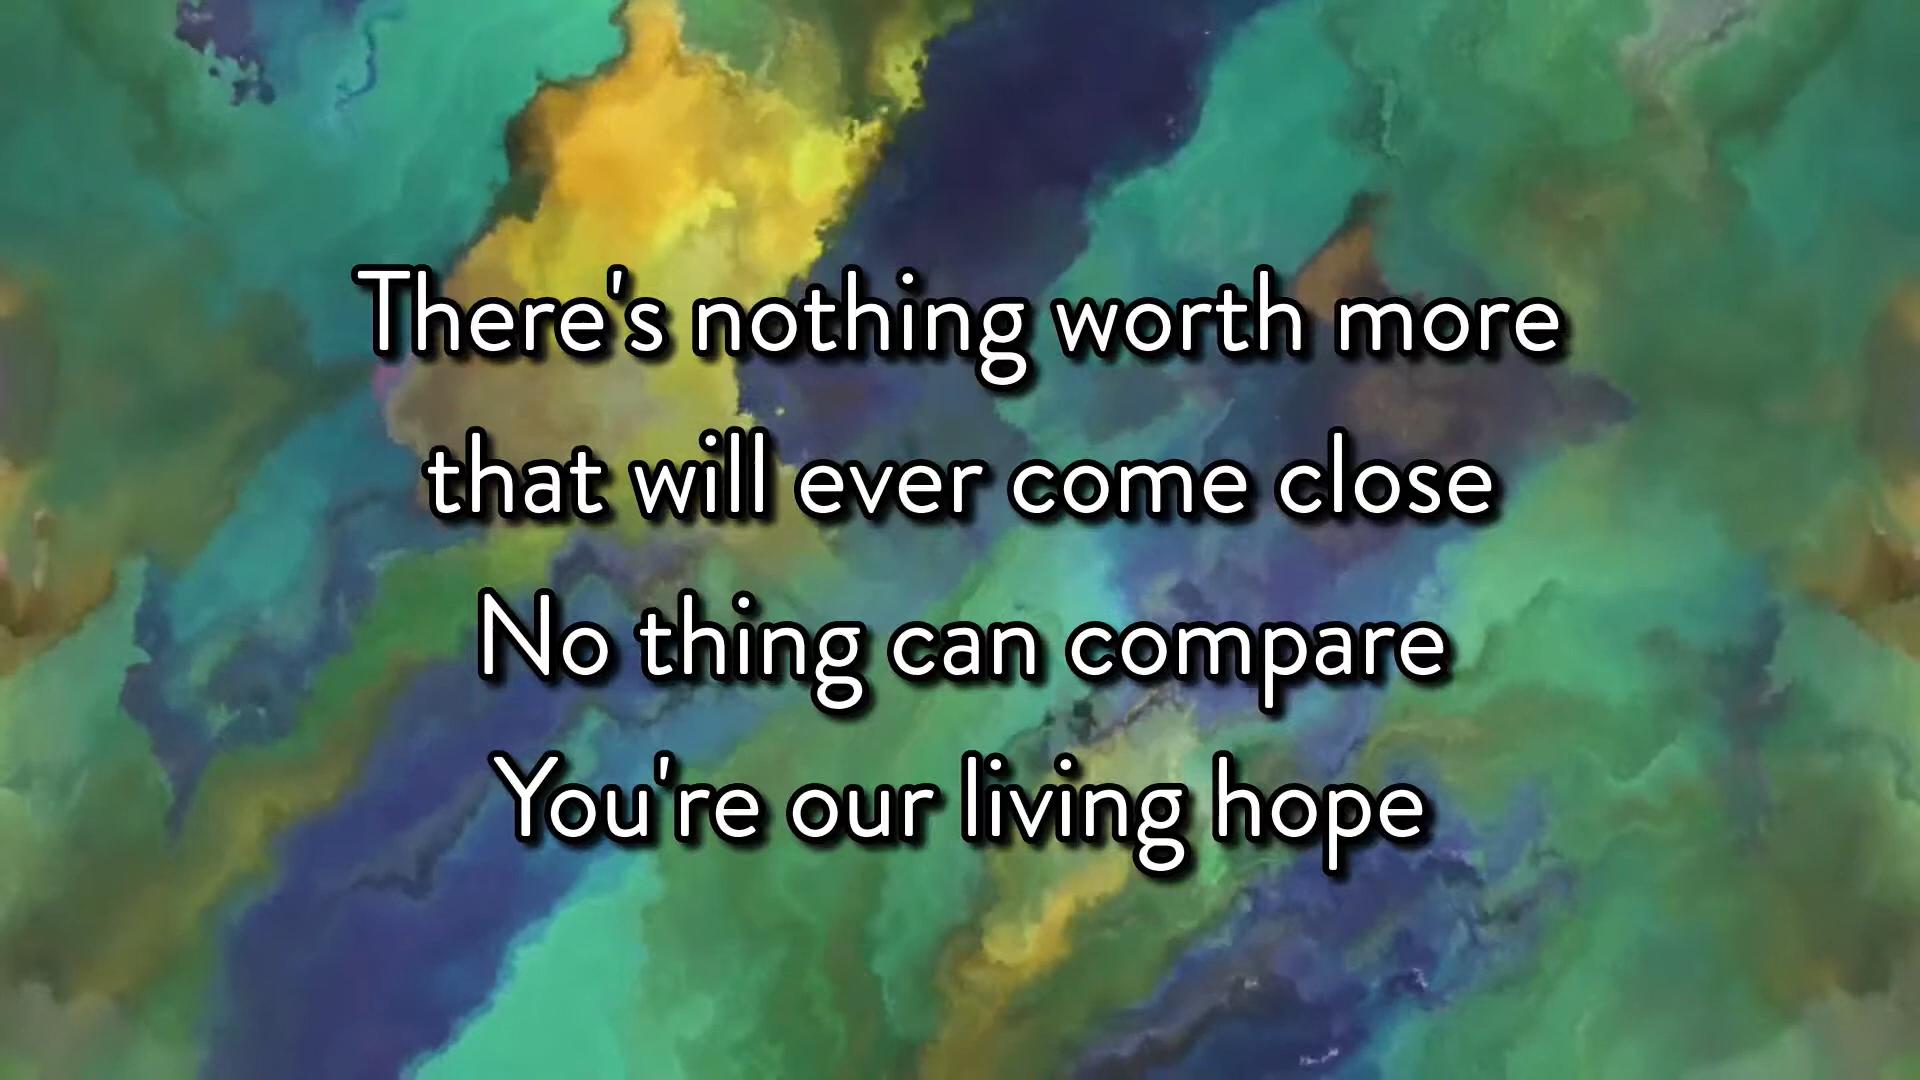 There's nothing worth more
that will ever come close
No thing can compare
You're our living hope